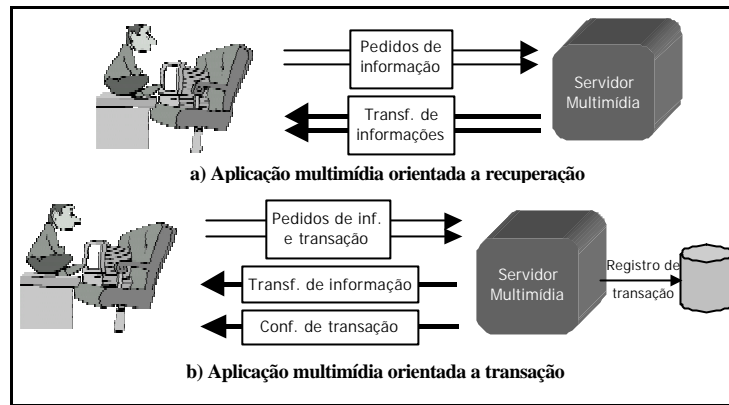 Pedidos de
informação
Servidor
Multimídia
Transf. de
informações
a) Aplicação multimídia orientada a recuperação
Pedidos de inf.
e transação
Transf. de informação
Conf. de transação
Servidor
Multimídia
Registro de
transação
b) Aplicação multimídia orientada a transação